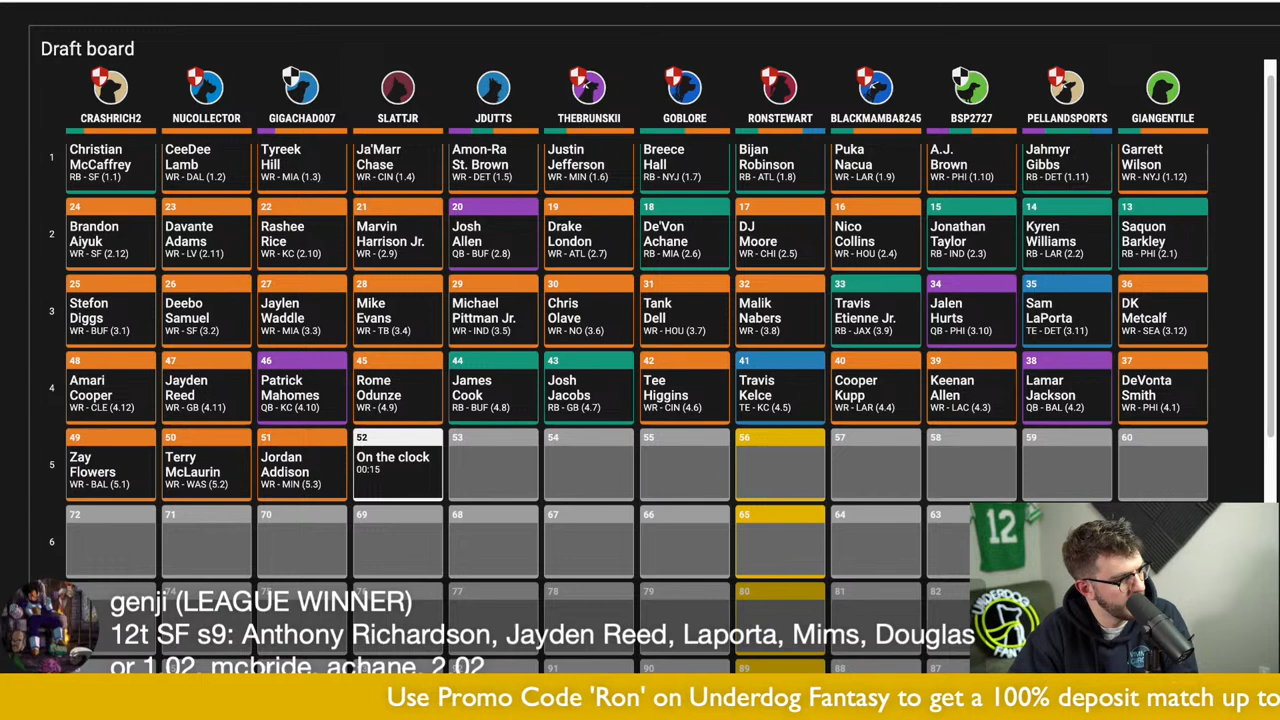 Draft board
CRASHRICH2
NUCOLLECTOR
GIGACHAD007
SLATTJR
JDUTTS
THEBRUNSKII
GOBLORE
RONSTEWART
BLACKMAMBA8245
BSP2727
PELLANDSPORTS
GIANGENTILE
1
Christian
McCaffrey
RB - SF (1.1)
CeeDee
Lamb
WR - DAL (1.2)
Tyreek
Hill
WR - MIA (1.3)
Ja'Marr
Chase
WR - CIN (1.4)
Amon-Ra
St. Brown
WR - DET (1.5)
Justin
Jefferson
WR - MIN (1.6)
Breece
Hall
RB - NYJ (1.7)
Bijan
Robinson
RB - ATL (1.8)
Puka
Nacua
WR - LAR (1.9)
A.J.
Brown
WR - PHI (1.10)
Jahmyr
Gibbs
RB - DET (1.11)
Garrett
Wilson
WR - NYJ (1.12)
2
24
Brandon
Aiyuk
WR - SF (2.12)
23
Davante
Adams
WR - LV (2.11)
22
Rashee
Rice
WR - KC (2.10)
21
Marvin
Harrison Jr.
WR - (2.9)
20
Josh
Allen
QB - BUF (2.8)
19
Drake
London
WR - ATL (2.7)
18
De'Von
Achane
RB - MIA (2.6)
17
DJ
Moore
WR - CHI (2.5)
16
Nico
Collins
WR - HOU (2.4)
15
Jonathan
Taylor
RB - IND (2.3)
14
Kyren
Williams
RB - LAR (2.2)
13
Saquon
Barkley
RB - PHI (2.1)
3
25
Stefon
Diggs
WR - BUF (3.1)
26
Deebo
Samuel
WR - SF (3.2)
27
Jaylen
Waddle
WR - MIA (3.3)
28
Mike
Evans
WR - TB (3.4)
29
Michael
Pittman Jr.
WR - IND (3.5)
30
Chris
Olave
WR - NO (3.6)
31
Tank
Dell
WR - HOU (3.7)
32
Malik
Nabers
WR - (3.8)
33
Travis
Etienne Jr.
RB - JAX (3.9)
34
Jalen
Hurts
QB - PHI (3.10)
35
Sam
LaPorta
TE - DET (3.11)
36
DK
Metcalf
WR - SEA (3.12)
4
48
Amari
Cooper
WR - CLE (4.12)
47
Jayden
Reed
WR - GB (4.11)
46
Patrick
Mahomes
QB - KC (4.10)
45
Rome
Odunze
WR - (4.9)
44
James
Cook
RB - BUF (4.8)
43
Josh
Jacobs
RB - GB (4.7)
42
Tee
Higgins
WR - CIN (4.6)
41
Travis
Kelce
TE - KC (4.5)
40
Cooper
Kupp
WR - LAR (4.4)
39
Keenan
Allen
WR - LAC (4.3)
38
Lamar
Jackson
QB - BAL (4.2)
37
DeVonta
Smith
WR - PHI (4.1)
5
49
Zay
Flowers
WR - BAL (5.1)
50
Terry
McLaurin
WR - WAS (5.2)
51
Jordan
Addison
WR - MIN (5.3)
52
On the clock
00:15
53
54
55
56
57
58
59
60
6
72
71
70
69
68
67
66
65
64
63
77
78
79
80
81
82
92
91
90
89
88
87
12
UNDERDOG
genji (LEAGUE WINNER)
12t SF s9: Anthony Richardson, Jayden Reed, Laporta, Mims, Douglas
or 1.02, mcbride, achane, 2.02
Use Promo Code 'Ron' on Underdog Fantasy to get a 100% deposit match up to